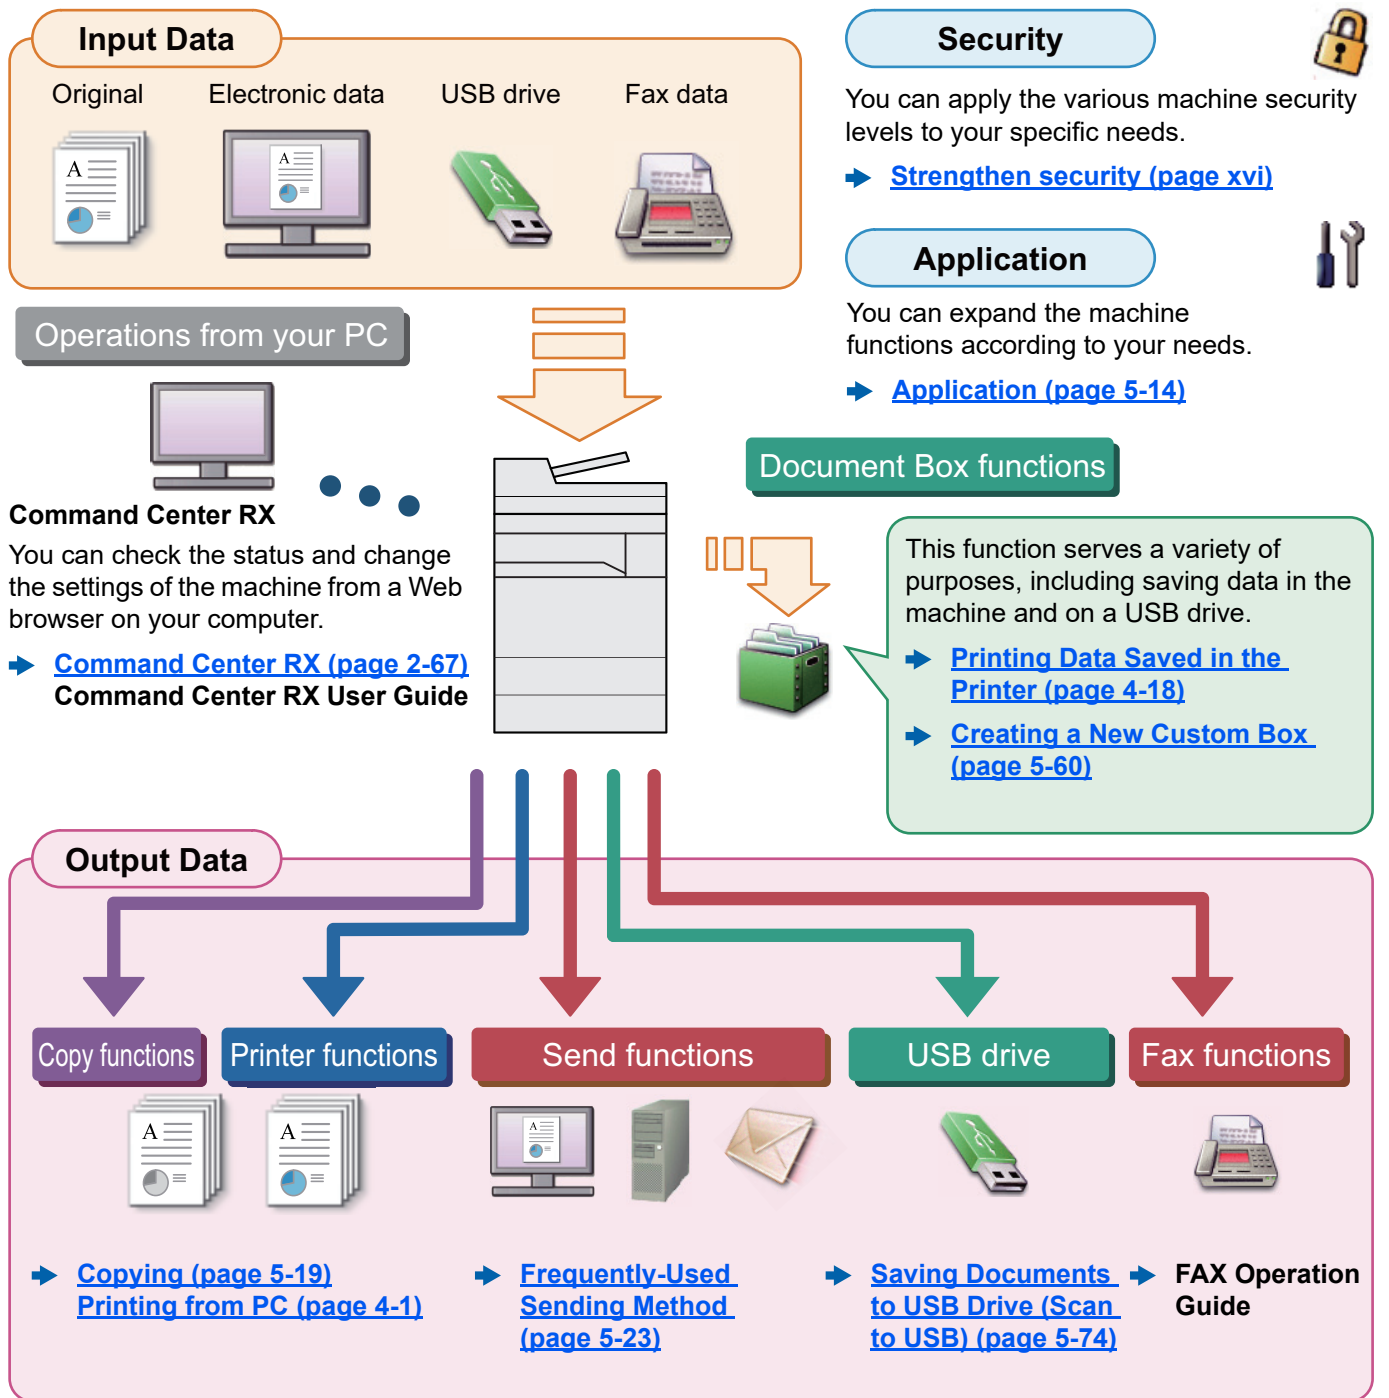 Input Data
Original
Electronic data
USB drive
Fax data
Security
You can apply the various machine security
levels to your specific needs.
Strengthen security (page xvi)
Application
You can expand the machine
functions according to your needs.
Application (page 5-14)
Operations from your PC
Command Center RX
You can check the status and change
the settings of the machine from a Web
browser on your computer.
Command Center RX (page 2-67)
Command Center RX User Guide
Document Box functions
This function serves a variety of
purposes, including saving data in the
machine and on a USB drive.
Printing Data Saved in the
Printer (page 4-18)
Creating a New Custom Box
(page 5-60)
Output Data
Copy functions
Printer functions
Send functions
USB drive
Fax functions
Copying (page 5-19)
Printing from PC (page 4-1)
Frequently-Used
Sending Method
(page 5-23)
Saving Documents
to USB Drive (Scan
to USB) (page 5-74)
FAX Operation
Guide